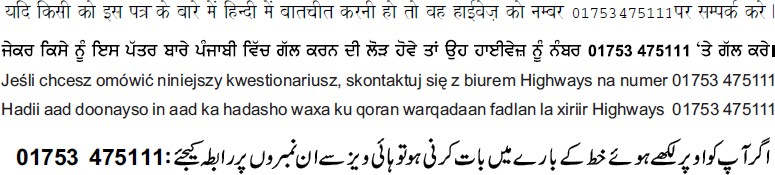 यदि किसी को इस पत्र के बारे में हिन्दी में वातचीत करनी हो तो वह हाईवेज़ को नम्वर 01753475111पर सम्पर्क करे।
ਜੇਕਰ ਕਿਸੇ ਨੂੰ ਇਸ ਪੱਤਰ ਬਾਰੇ ਪੰਜਾਬੀ ਵਿੱਚ ਗੱਲ ਕਰਨ ਦੀ ਲੋੜ ਹੋਵੇ ਤਾਂ ਉਹ ਹਾਈਵੇਜ਼ ਨੂੰ ਨੰਬਰ 01753 475111 ‘ਤੇ ਗੱਲ ਕਰੇ।
Jeśli chcesz omówić niniejszy kwestionariusz, skontaktuj się z biurem Highways na numer 01753 475111
Hadii aad doonayso in aad ka hadasho waxa ku qoran warqadaan fadlan la xiriir Highways 01753 475111
اگر آپ کو اوپر لکھے ہوئے خط کے بارے میں بات کرنی ہو تو ہائی ویز سے ان نمبروں پر رابطہ کیجئے: 01753 475111